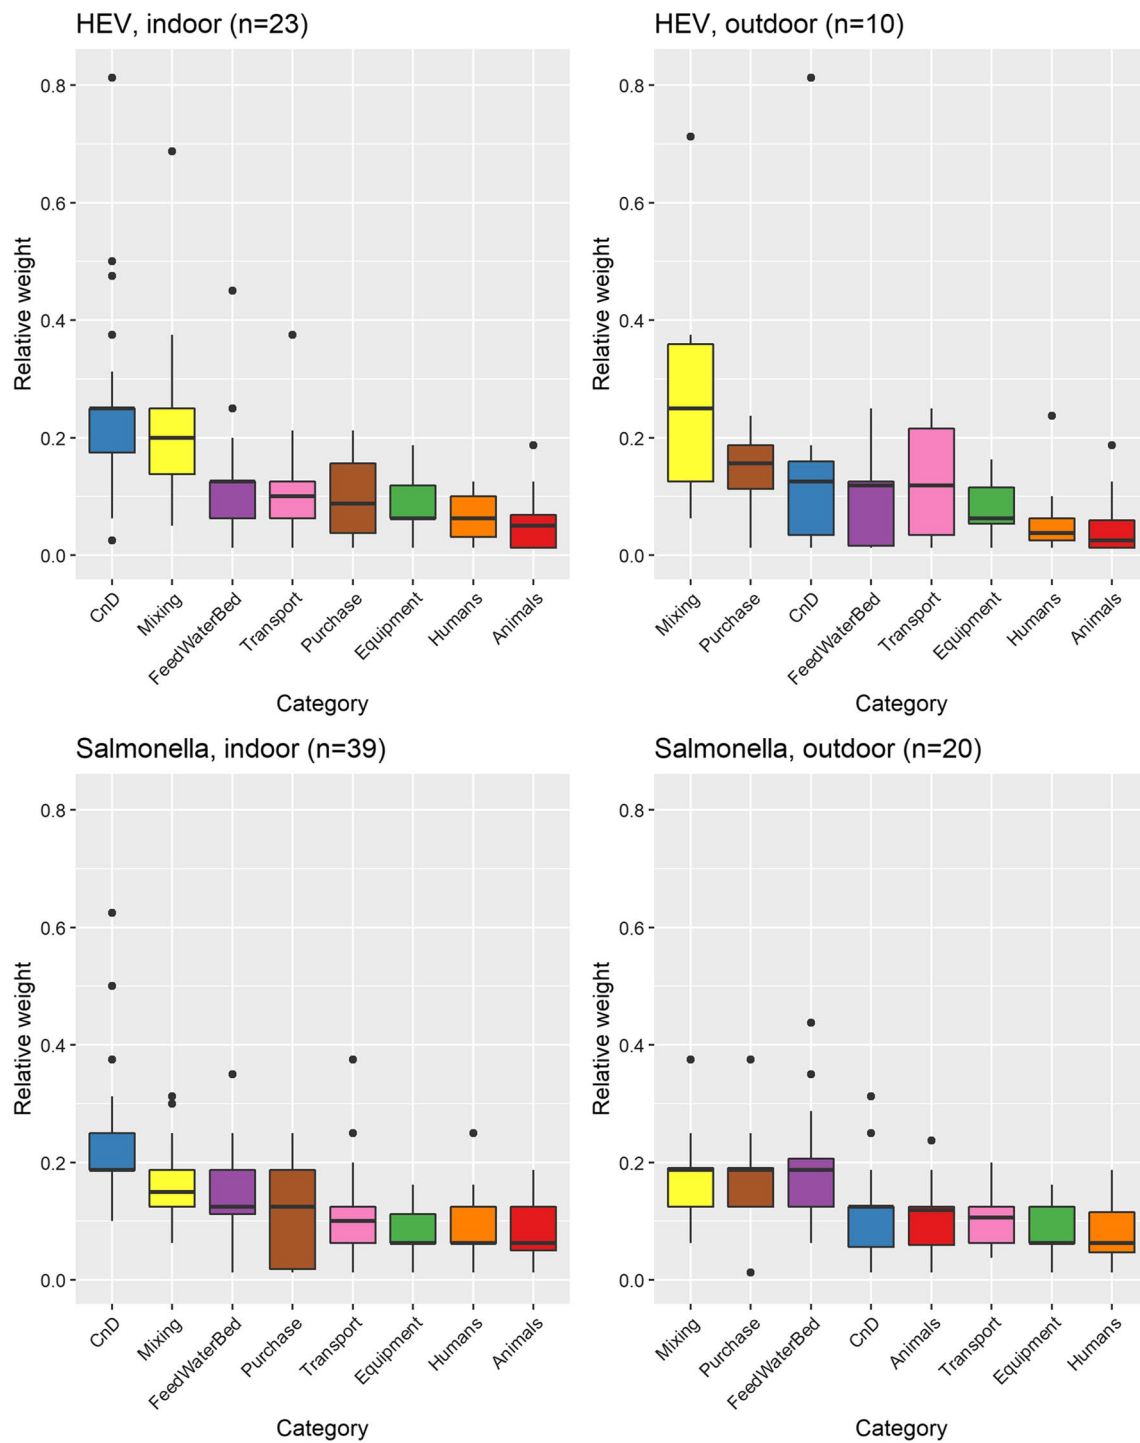 HEV, indoor (n=23)
0.8
0.6
0.4
0.2
0.0
Relative weight
CnD
Mixing
FeedWaterBed
Transport
Purchase
Equipment
Humans
Animals
Category
HEV, outdoor (n=10)
0.8
0.6
0.4
0.2
0.0
Relative weight
Mixing
Purchase
CnD
FeedWaterBed
Transport
Equipment
Humans
Animals
Category
Salmonella, indoor (n=39)
0.8
0.6
0.4
0.2
0.0
Relative weight
CnD
Mixing
FeedWaterBed
Purchase
Transport
Equipment
Humans
Animals
Category
Salmonella, outdoor (n=20)
0.8
0.6
0.4
0.2
0.0
Relative weight
Mixing
Purchase
FeedWaterBed
CnD
Animals
Transport
Equipment
Humans
Category